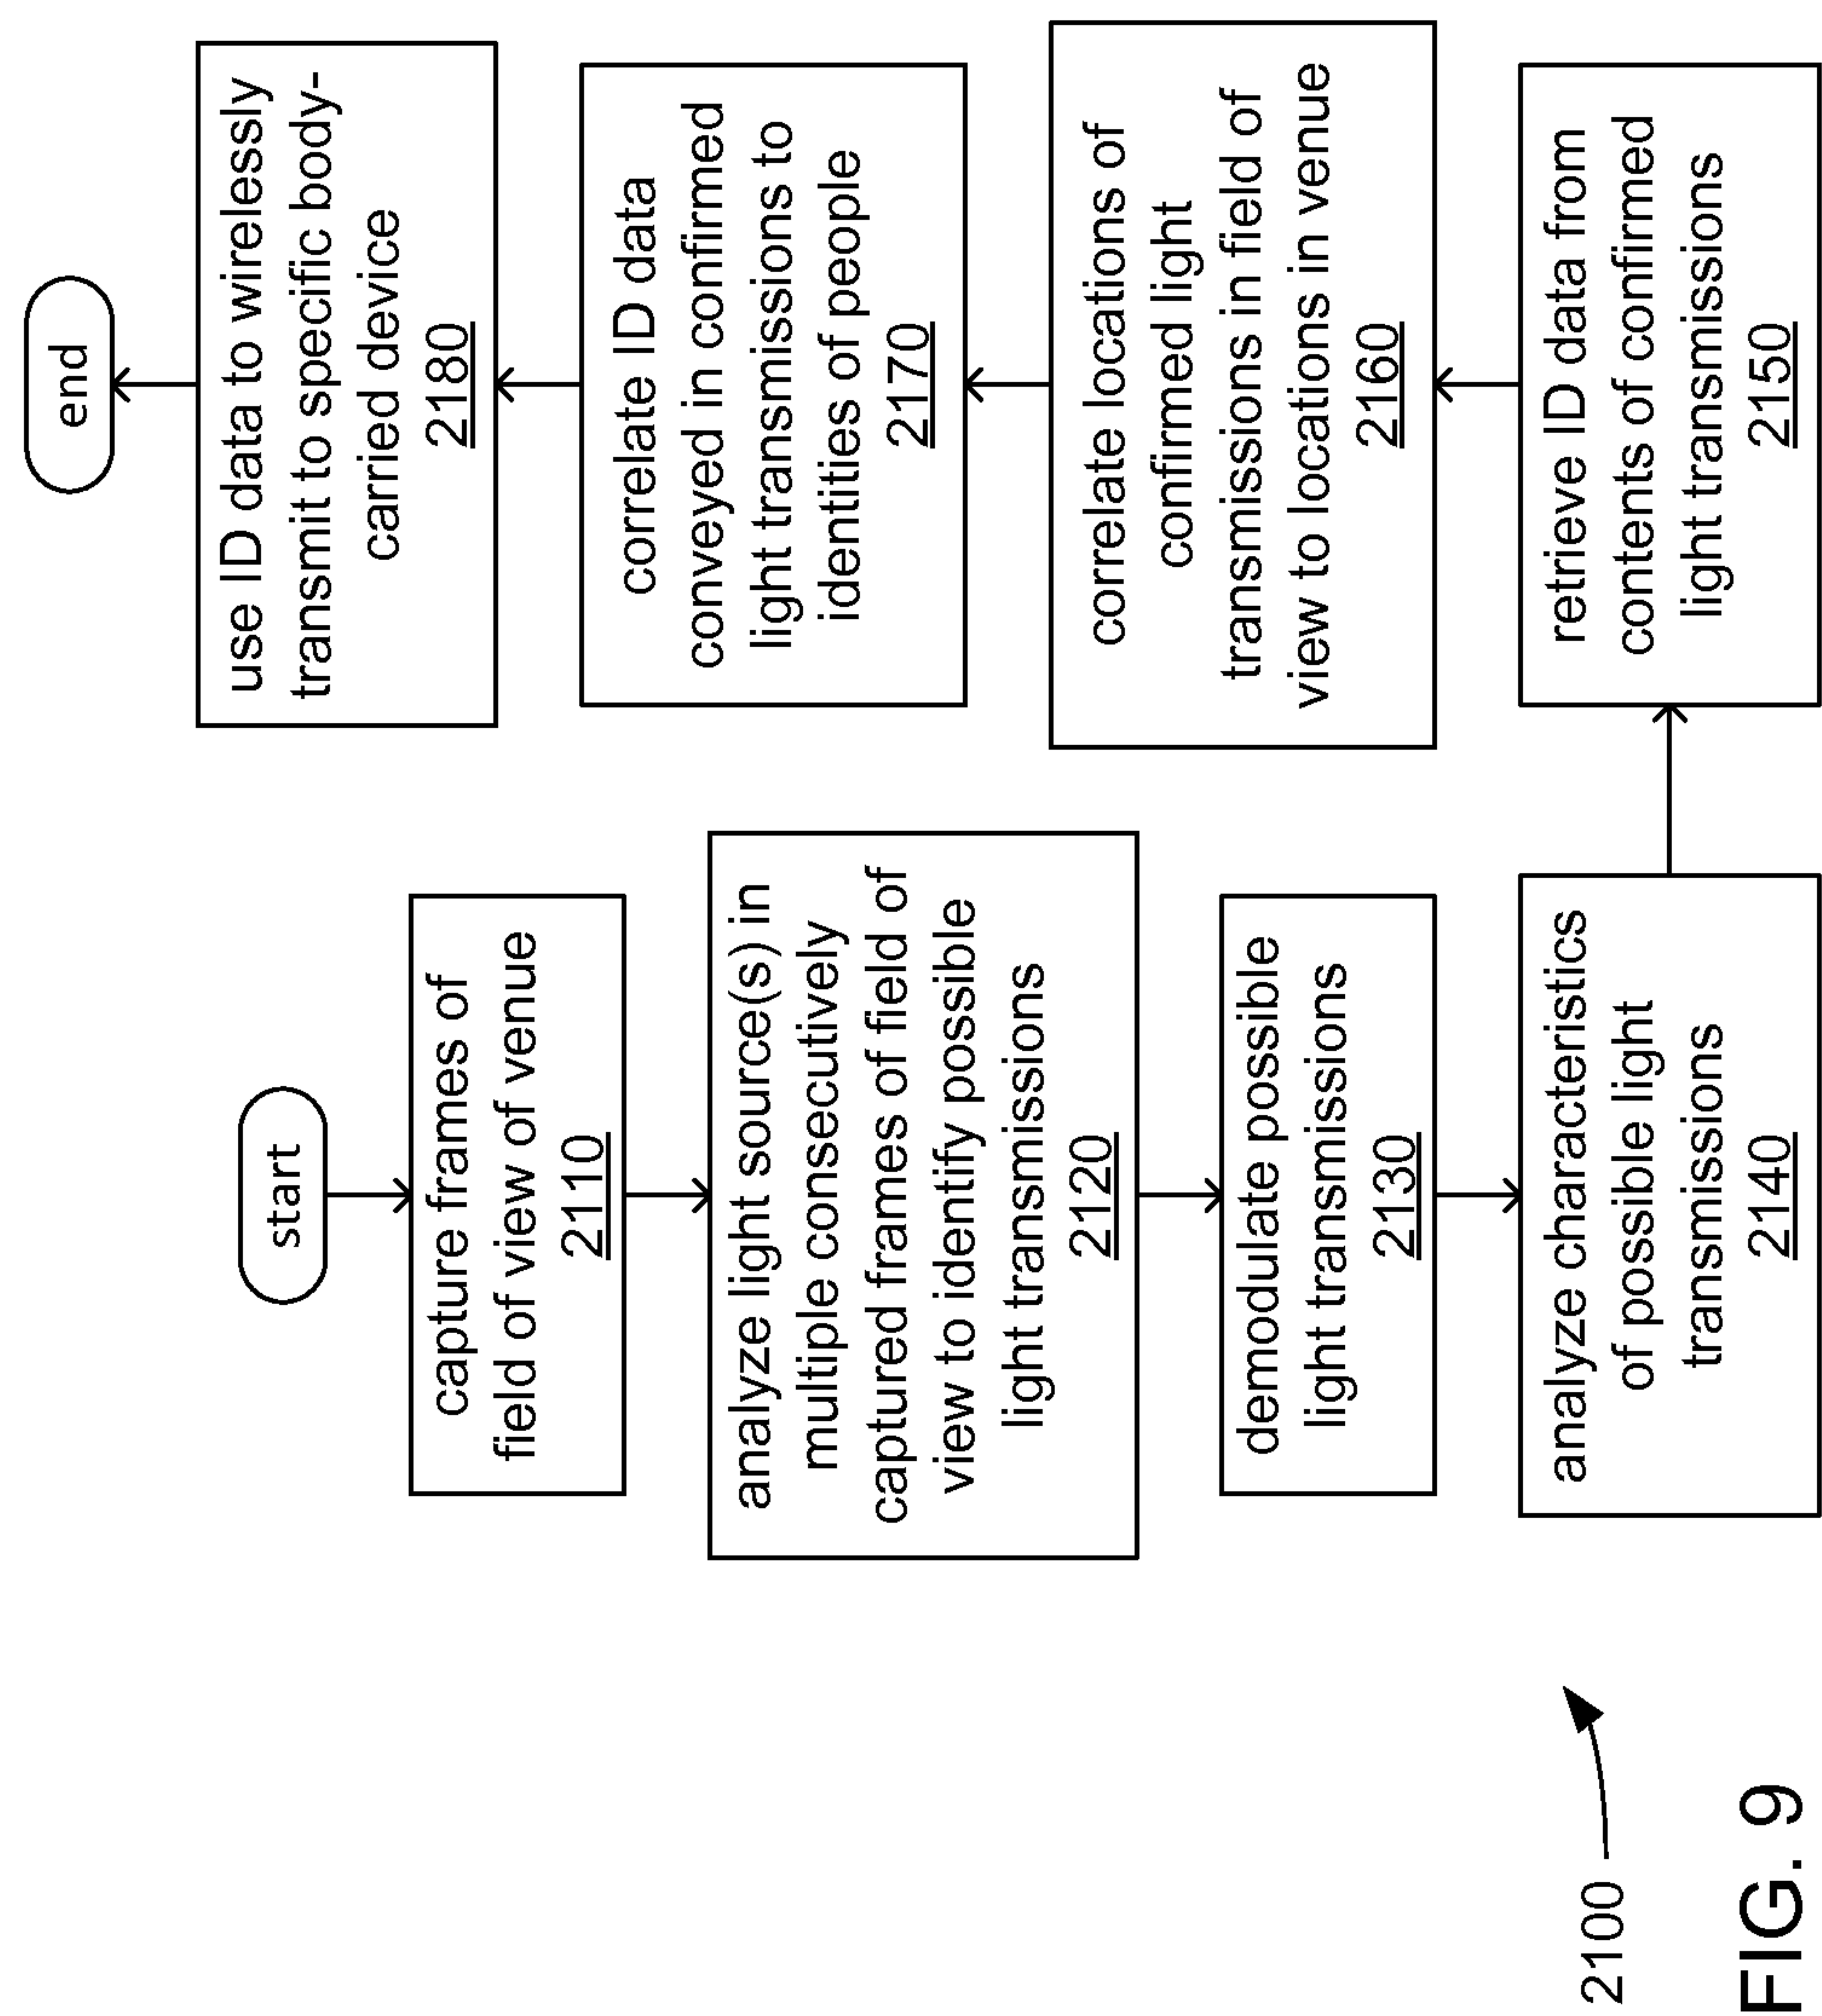 start
capture frames of
field of view of venue
2110
analyze light source(s) in
multiple consecutively
captured frames of field of
view to identify possible
light transmissions
2120
demodulate possible
light transmissions
2130
analyze characteristics
of possible light
transmissions
2140
retrieve ID data from
contents of confirmed
light transmissions
2150
correlate locations of
confirmed light
transmissions in field of
view to locations in venue
2160
correlate ID data
conveyed in confirmed
light transmissions to
identities of people
2170
use ID data to wirelessly
transmit to specific body-
carried device
2180
end
2100
FIG. 9